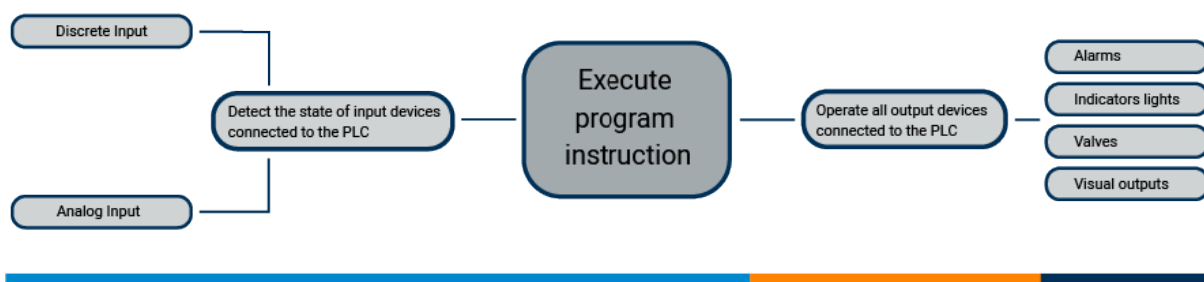 Discrete Input
Analog Input
Detect the state of input devices
connected to the PLC
Execute
program
instruction
Operate all output devices
connected to the PLC
Alarms
Indicators lights
Valves
Visual outputs